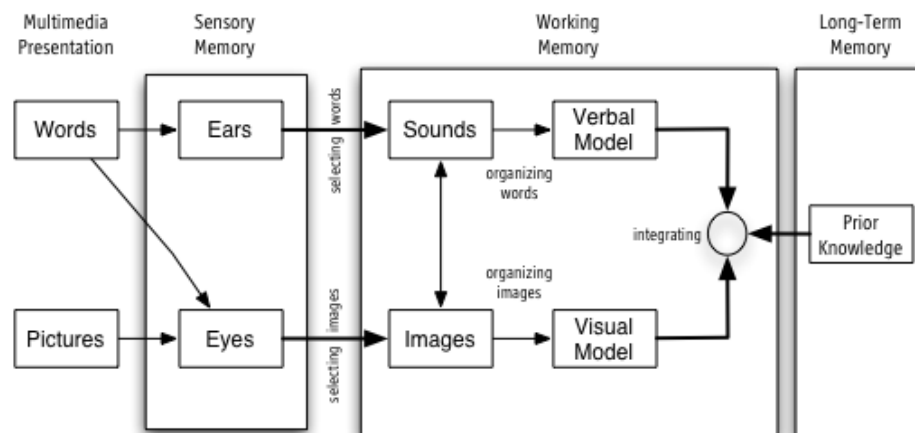 Multimedia
Presentation
Sensory
Memory
Working
Memory
Long-Term
Memory
Words
Ears
selecting words
Sounds
Verbal
Model
organizing
words
integrating
Prior
Knowledge
organizing
images
Pictures
Eyes
selecting images
Images
Visual
Model